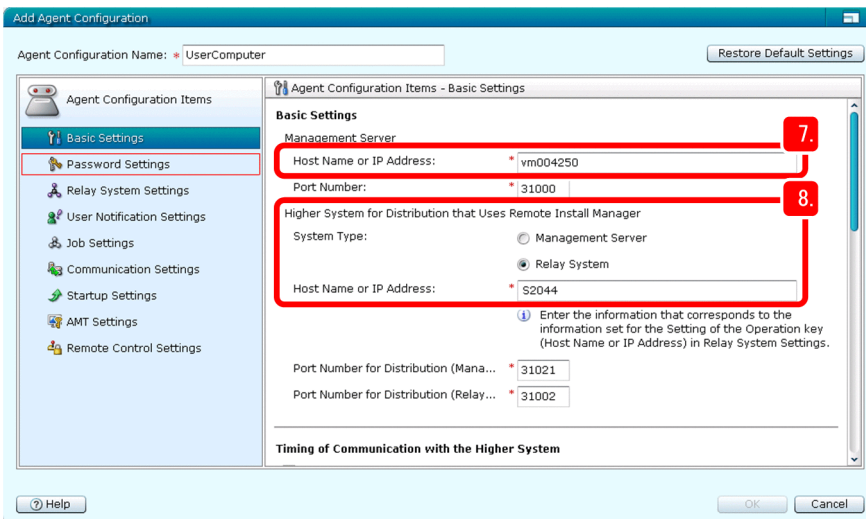 Add Agent Configuration
Agent Configuration Name: * UserComputer
Restore Default Settings
Agent Configuration Items
Basic Settings
Password Settings
Relay System Settings
User Notification Settings
Job Settings
Communication Settings
Startup Settings
AMT Settings
Remote Control Settings
Agent Configuration Items - Basic Settings
Basic Settings
Management Server
7.
Host Name or IP Address: * vm004250
Port Number: * 31000
8.
Higher System for Distribution that Uses Remote Install Manager
System Type: Management Server
Relay System
Host Name or IP Address: * S2044
Enter the information that corresponds to the
information set for the Setting of the Operation key
(Host Name or IP Address) in Relay System Settings.
Port Number for Distribution (Mana... * 31021
Port Number for Distribution (Relay... * 31002
Timing of Communication with the Higher System
Help
OK
Cancel